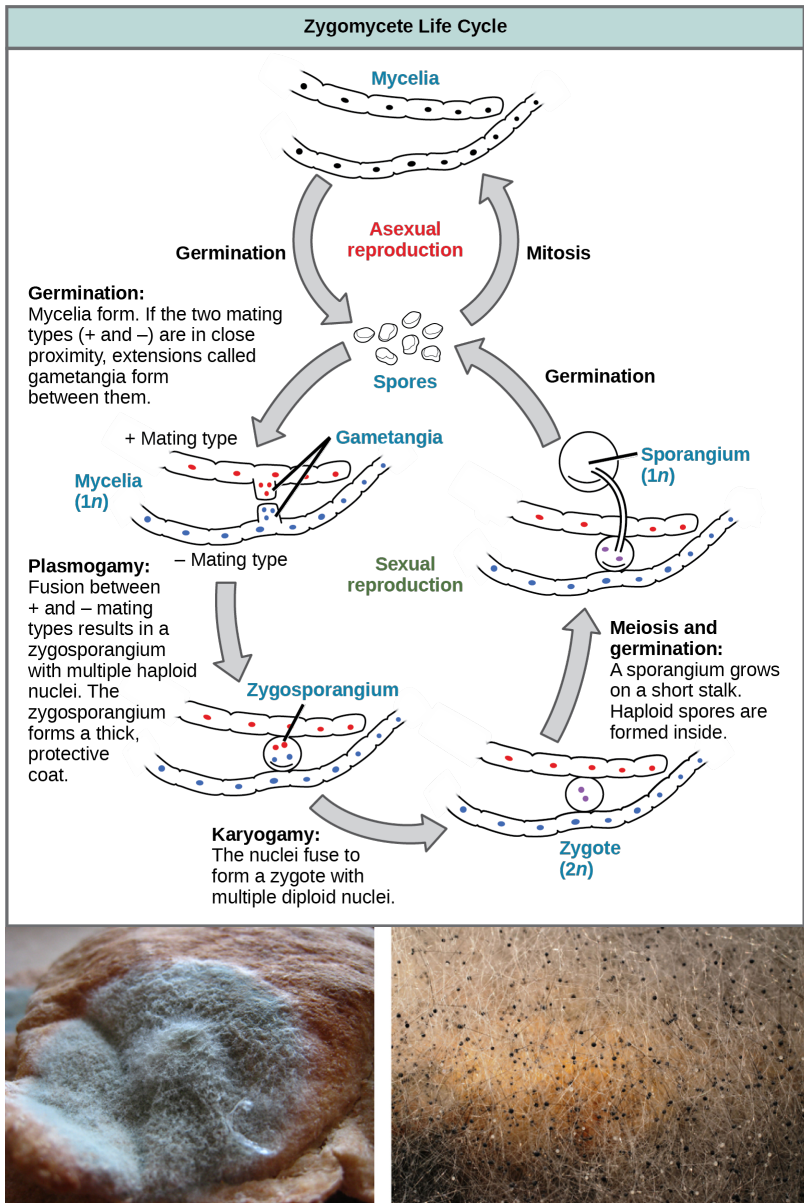 Zygomycete Life Cycle
Mycelia
Asexual
reproduction
Germination
Mitosis
Germination:
Mycelia form. If the two mating
types (+ and –) are in close
proximity, extensions called
gametangia form
between them.
Spores
Germination
+ Mating type
Gametangia
Mycelia
(1n)
– Mating type
Sporangium
(1n)
Sexual
reproduction
Plasmogamy:
Fusion between
+ and – mating
types results in a
zygosporangium
with multiple haploid
nuclei. The
zygosporangium
forms a thick,
protective
coat.
Zygosporangium
Meiosis and
germination:
A sporangium grows
on a short stalk.
Haploid spores are
formed inside.
Karyogamy:
The nuclei fuse to
form a zygote with
multiple diploid nuclei.
Zygote
(2n)